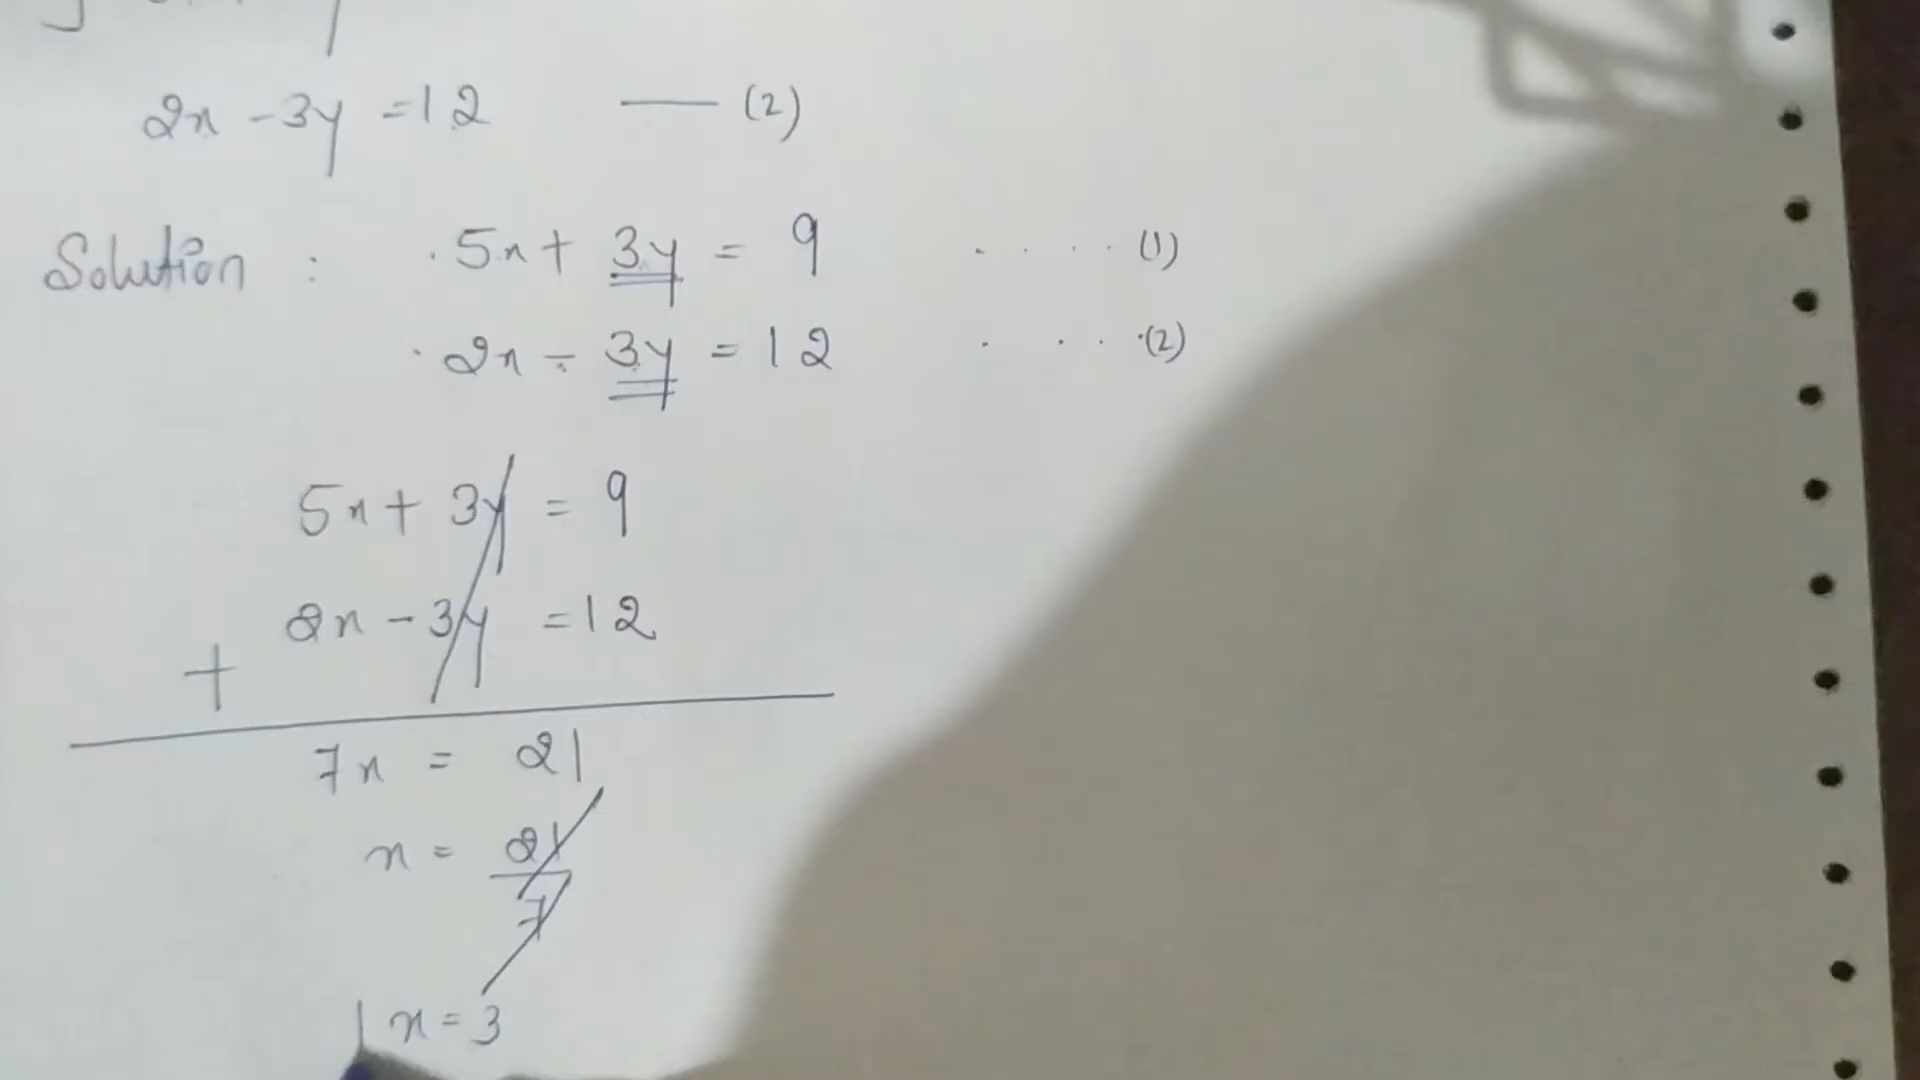 2x - 3y = 12 —— (2)
Solution : 5x + 3y = 9 .... (1)
2x - 3y = 12 .... (2)
5x + 3y = 9
2x - 3y = 12
+
7x = 21
x = 21/7
x = 3